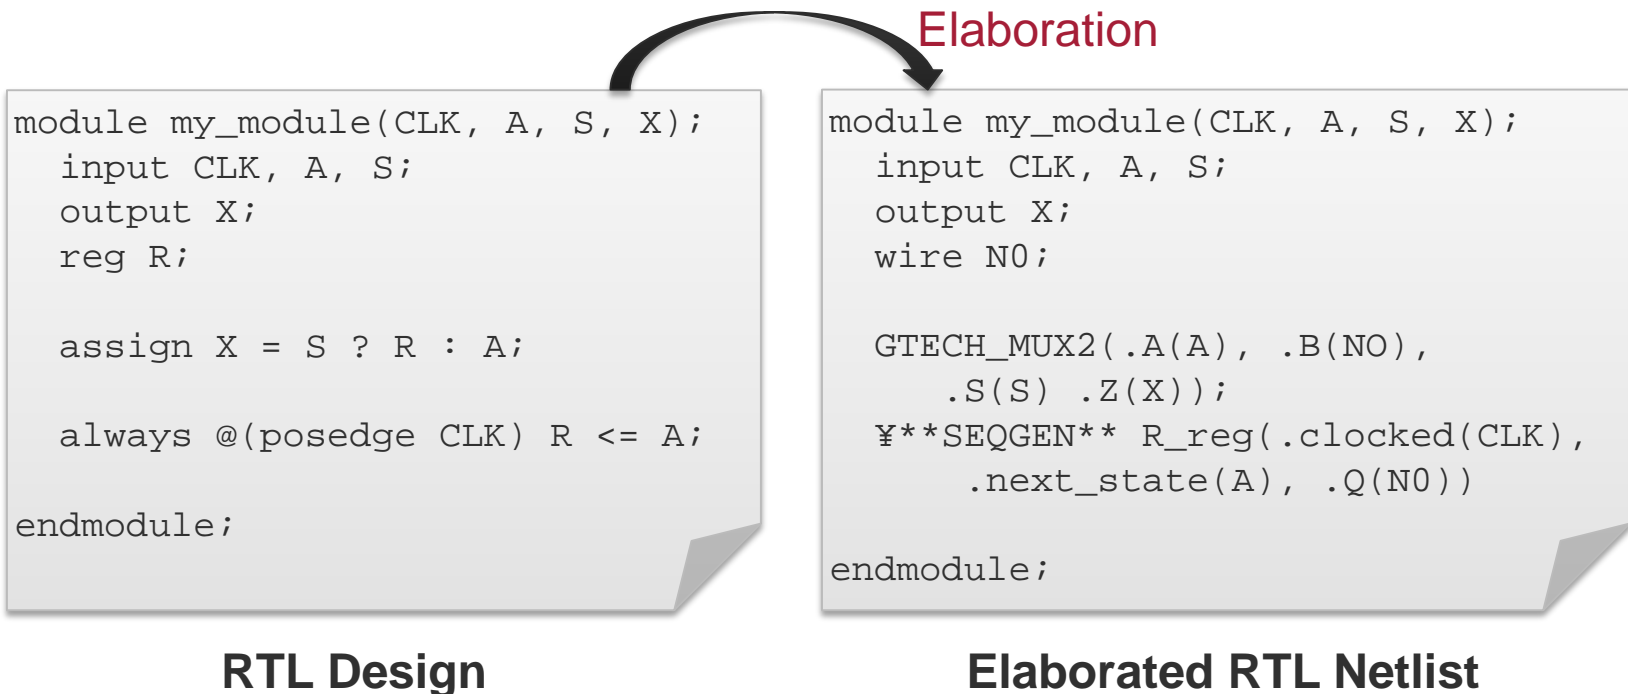 Elaboration
module my_module(CLK, A, S, X);
input CLK, A, S;
output X;
reg R;
assign X = S ? R : A;
always @(posedge CLK) R <= A;
endmodule;
RTL Design
module my_module(CLK, A, S, X);
input CLK, A, S;
output X;
wire N0;
GTECH_MUX2(.A(A), .B(NO),
.S(S) .Z(X));
¥**SEQGEN** R_reg(.clocked(CLK),
.next_state(A), .Q(N0))
endmodule;
Elaborated RTL Netlist